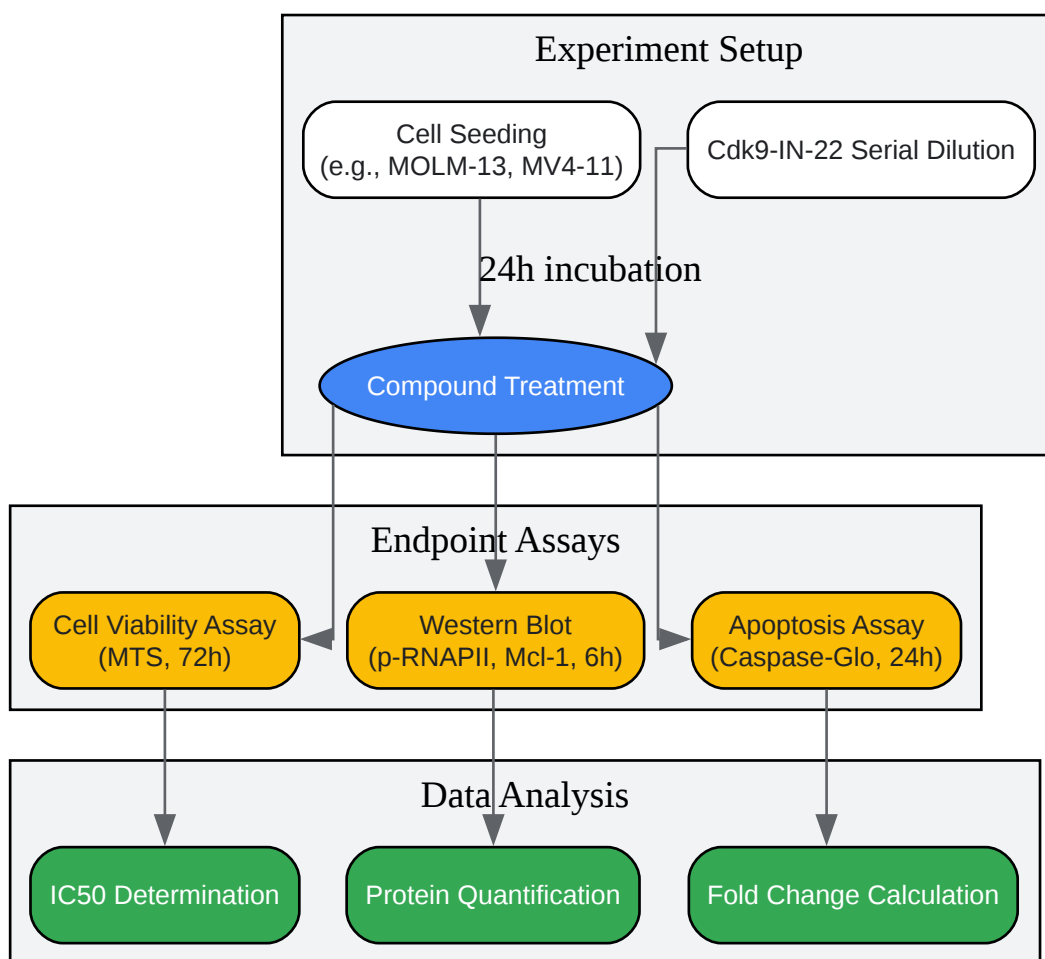 Experiment Setup
Cell Seeding
(e.g., MOLM-13, MV4-11)
Cdk9-IN-22 Serial Dilution
24h incubation
Compound Treatment
Endpoint Assays
Cell Viability Assay
(MTS, 72h)
Western Blot
(p-RNAPII, Mcl-1, 6h)
Apoptosis Assay
(Caspase-Glo, 24h)
Data Analysis
IC50 Determination
Protein Quantification
Fold Change Calculation